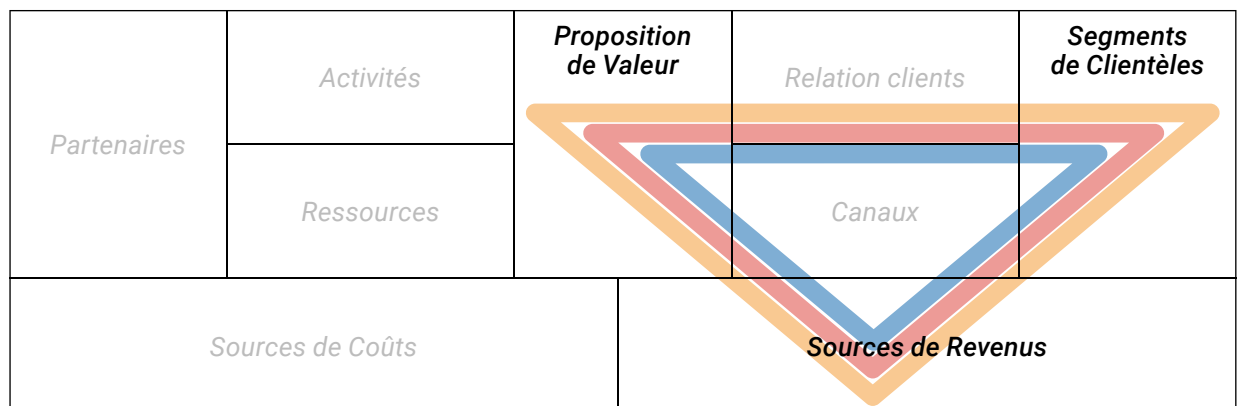 Partenaires
Activités
Ressources
Proposition
de Valeur
Relation clients
Canaux
Segments
de Clientèles
Sources de Coûts
Sources de Revenus